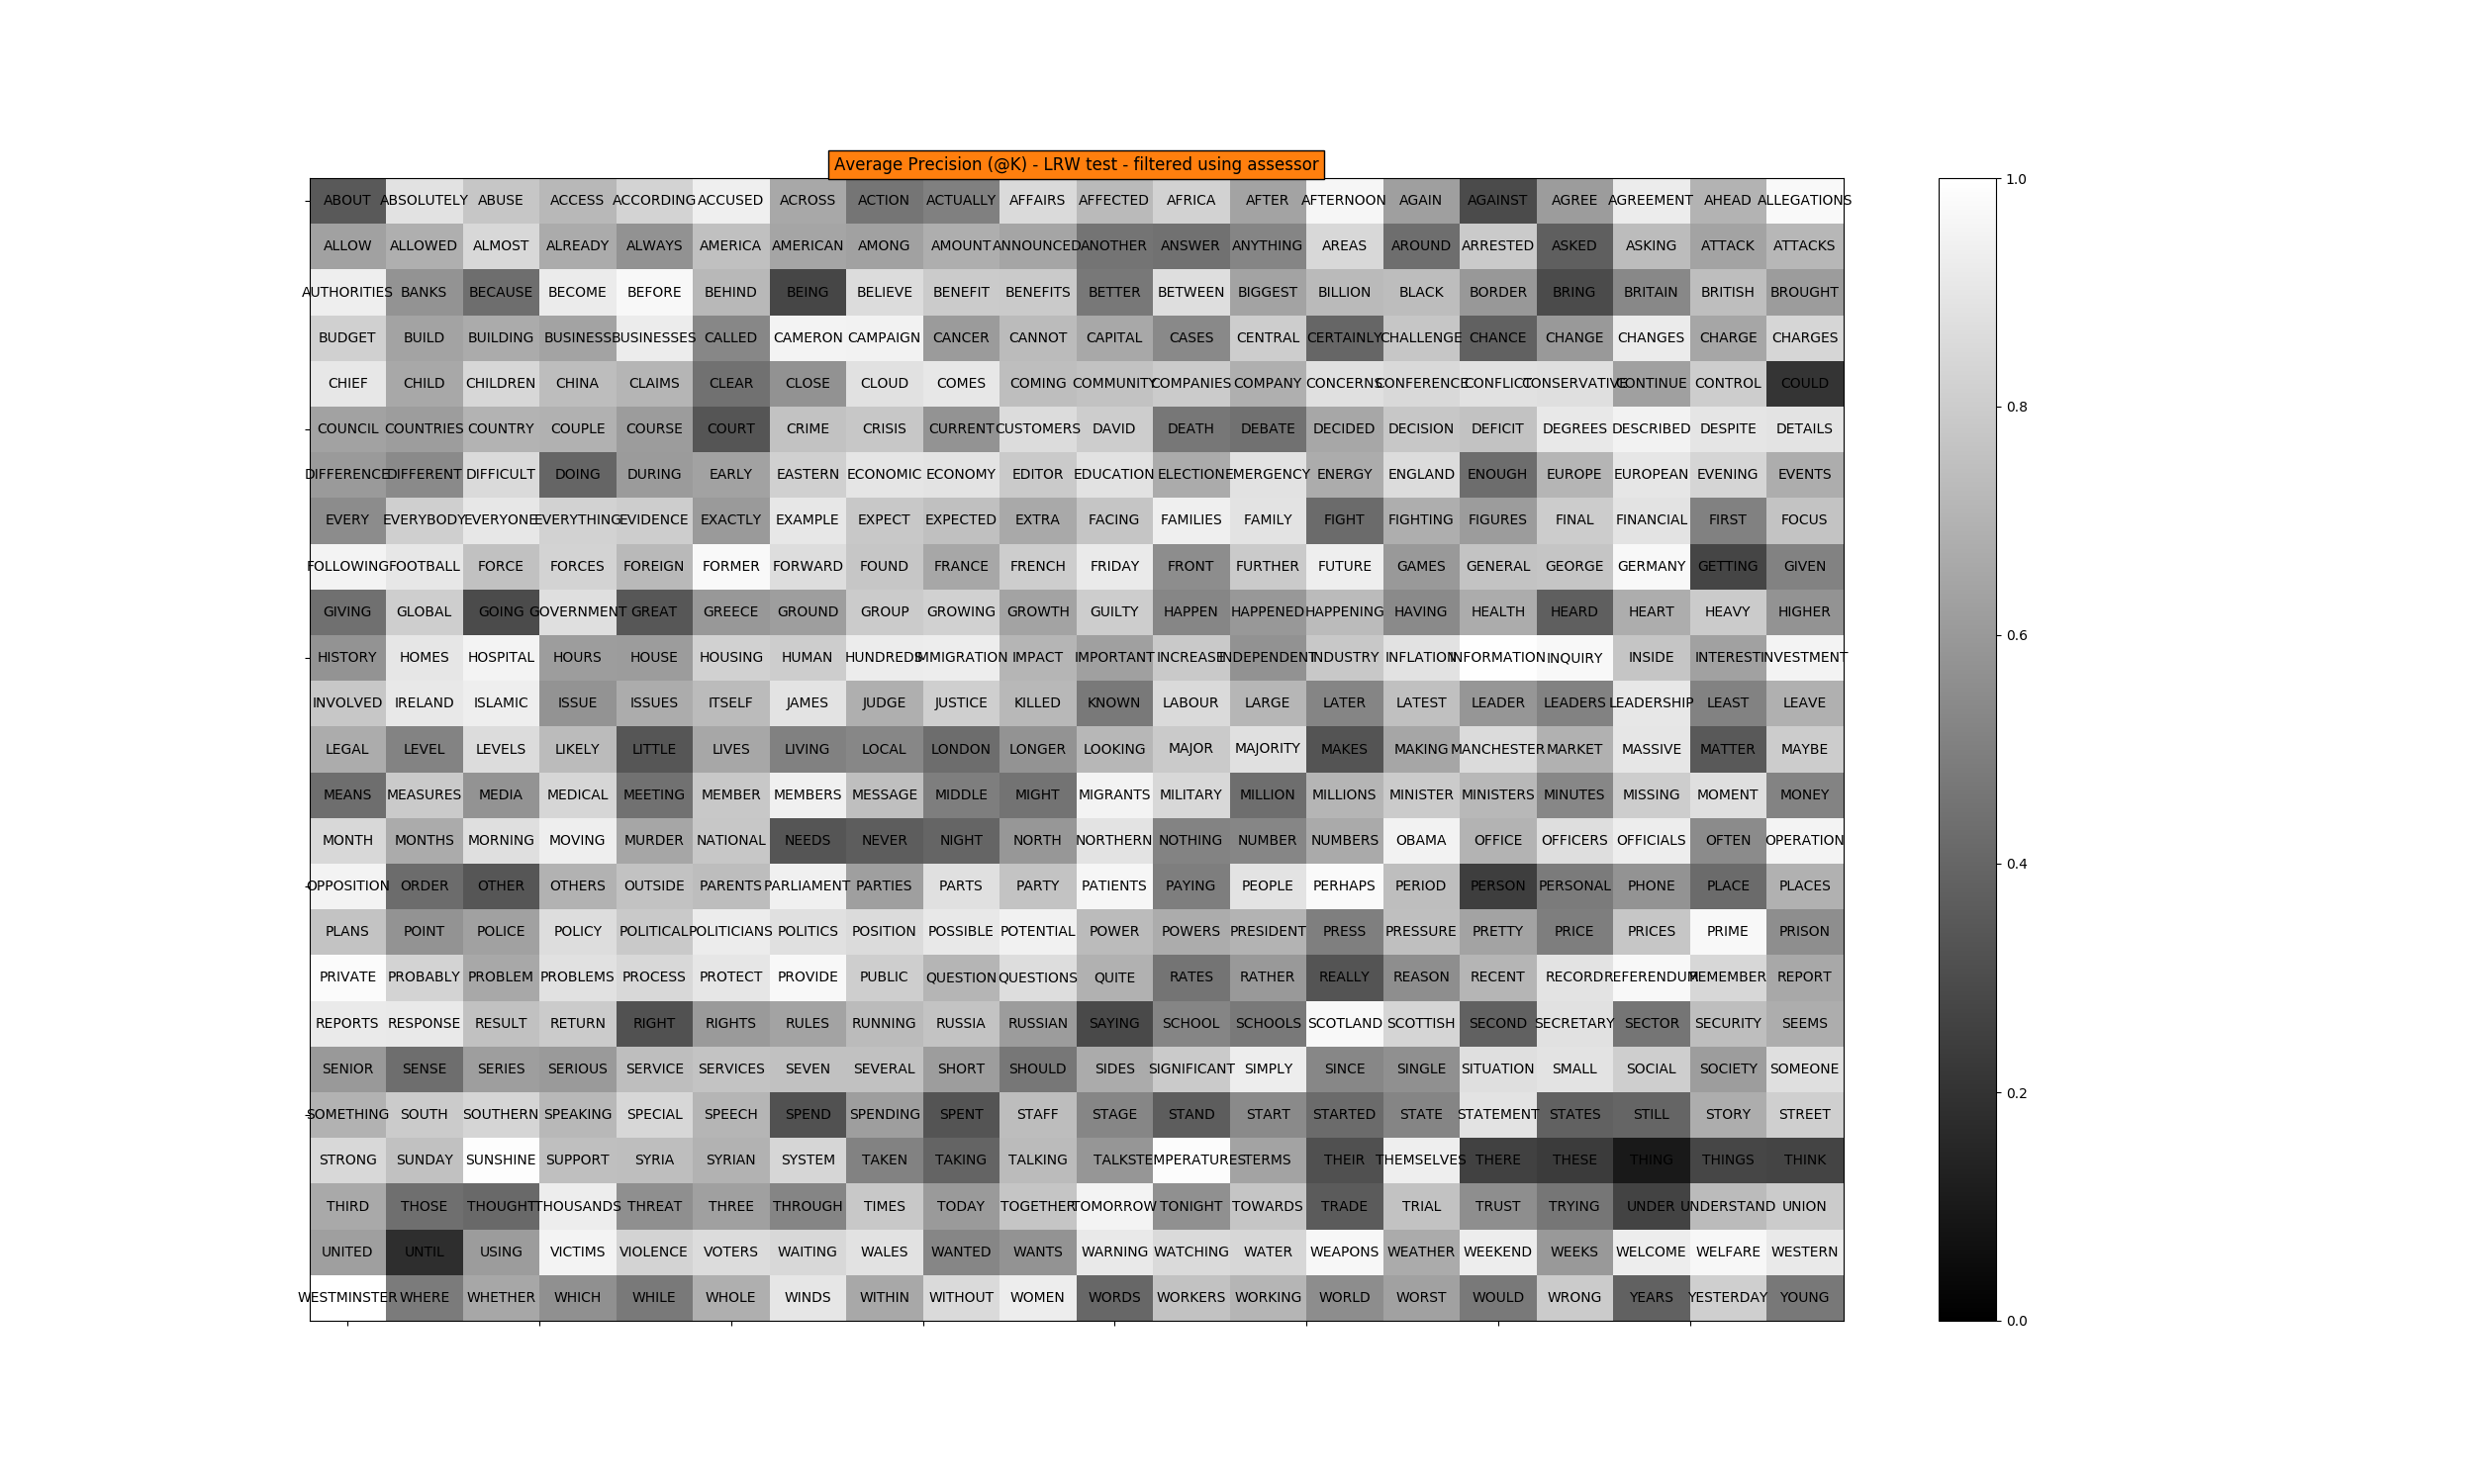 Average Precision (@K) - LRW test - filtered using assessor
ABOUT ABSOLUTELY ABUSE ACCESS ACCORDING ACCUSED ACROSS ACTION ACTUALLY AFFAIRS AFFECTED AFRICA AFTER AFTERNOON AGAIN AGAINST AGREE AGREEMENT AHEAD ALLEGATIONS
ALLOW ALLOWED ALMOST ALREADY ALWAYS AMERICA AMERICAN AMONG AMOUNT ANNOUNCED ANOTHER ANSWER ANYTHING AREAS AROUND ARRESTED ASKED ASKING ATTACK ATTACKS
AUTHORITIES BANKS BECAUSE BECOME BEFORE BEHIND BEING BELIEVE BENEFIT BENEFITS BETTER BETWEEN BIGGEST BILLION BLACK BORDER BRING BRITAIN BRITISH BROUGHT
BUDGET BUILD BUILDING BUSINESS BUSINESSES CALLED CAMERON CAMPAIGN CANCER CANNOT CAPITAL CASES CENTRAL CERTAINLY CHALLENGE CHANCE CHANGE CHANGES CHARGE CHARGES
CHIEF CHILD CHILDREN CHINA CLAIMS CLEAR CLOSE CLOUD COMES COMING COMMUNITY COMPANIES COMPANY CONCERNS CONFERENCE CONFLICT CONSERVATIVE CONTINUE CONTROL COULD
COUNCIL COUNTRIES COUNTRY COUPLE COURSE COURT CRIME CRISIS CURRENT CUSTOMERS DAVID DEATH DEBATE DECIDED DECISION DEFICIT DEGREES DESCRIBED DESPITE DETAILS
DIFFERENCE DIFFERENT DIFFICULT DOING DURING EARLY EASTERN ECONOMIC ECONOMY EDITOR EDUCATION ELECTION EMERGENCY ENERGY ENGLAND ENOUGH EUROPE EUROPEAN EVENING EVENTS
EVERY EVERYBODY EVERYONE EVERYTHING EVIDENCE EXACTLY EXAMPLE EXPECT EXPECTED EXTRA FACING FAMILIES FAMILY FIGHT FIGHTING FIGURES FINAL FINANCIAL FIRST FOCUS
FOLLOWING FOOTBALL FORCE FORCES FOREIGN FORMER FORWARD FOUND FRANCE FRENCH FRIDAY FRONT FURTHER FUTURE GAMES GENERAL GEORGE GERMANY GETTING GIVEN
GIVING GLOBAL GOING GOVERNMENT GREAT GREECE GROUND GROUP GROWING GROWTH GUILTY HAPPEN HAPPENED HAPPENING HAVING HEALTH HEARD HEART HEAVY HIGHER
HISTORY HOMES HOSPITAL HOURS HOUSE HOUSING HUMAN HUNDREDS IMMIGRATION IMPACT IMPORTANT INCREASE INDEPENDENT INDUSTRY INFLATION INFORMATION INQUIRY INSIDE INTEREST INVESTMENT
INVOLVED IRELAND ISLAMIC ISSUE ISSUES ITSELF JAMES JUDGE JUSTICE KILLED KNOWN LABOUR LARGE LATER LATEST LEADER LEADERS LEADERSHIP LEAST LEAVE
LEGAL LEVEL LEVELS LIKELY LITTLE LIVES LIVING LOCAL LONDON LONGER LOOKING MAJOR MAJORITY MAKES MAKING MANCHESTER MARKET MASSIVE MATTER MAYBE
MEANS MEASURES MEDIA MEDICAL MEETING MEMBER MEMBERS MESSAGE MIDDLE MIGHT MIGRANTS MILITARY MILLION MILLIONS MINISTER MINISTERS MINUTES MISSING MOMENT MONEY
MONTH MONTHS MORNING MOVING MURDER NATIONAL NEEDS NEVER NIGHT NORTH NORTHERN NOTHING NUMBER NUMBERS OBAMA OFFICE OFFICERS OFFICIALS OFTEN OPERATION
OPPOSITION ORDER OTHER OTHERS OUTSIDE PARENTS PARLIAMENT PARTIES PARTS PARTY PATIENTS PAYING PEOPLE PERHAPS PERIOD PERSON PERSONAL PHONE PLACE PLACES
PLANS POINT POLICE POLICY POLITICAL POLITICIANS POLITICS POSITION POSSIBLE POTENTIAL POWER POWERS PRESIDENT PRESS PRESSURE PRETTY PRICE PRICES PRIME PRISON
PRIVATE PROBABLY PROBLEM PROBLEMS PROCESS PROTECT PROVIDE PUBLIC QUESTION QUESTIONS QUITE RATES RATHER REALLY REASON RECENT RECORD REFERENDUM REMEMBER REPORT
REPORTS RESPONSE RESULT RETURN RIGHT RIGHTS RULES RUNNING RUSSIA RUSSIAN SAYING SCHOOL SCHOOLS SCOTLAND SCOTTISH SECOND SECRETARY SECTOR SECURITY SEEMS
SENIOR SENSE SERIES SERIOUS SERVICE SERVICES SEVEN SEVERAL SHORT SHOULD SIDES SIGNIFICANT SIMPLY SINCE SINGLE SITUATION SMALL SOCIAL SOCIETY SOMEONE
SOMETHING SOUTH SOUTHERN SPEAKING SPECIAL SPEECH SPEND SPENDING SPENT STAFF STAGE STAND START STARTED STATE STATEMENT STATES STILL STORY STREET
STRONG SUNDAY SUNSHINE SUPPORT SYRIA SYRIAN SYSTEM TAKEN TAKING TALKING TALKS TEMPERATURES TERMS THEIR THEMSELVES THERE THESE THING THINGS THINK
THIRD THOSE THOUGHT THOUSANDS THREAT THREE THROUGH TIMES TODAY TOGETHER TOMORROW TONIGHT TOWARDS TRADE TRIAL TRUST TRYING UNDER UNDERSTAND UNION
UNITED UNTIL USING VICTIMS VIOLENCE VOTERS WAITING WALES WANTED WANTS WARNING WATCHING WATER WEAPONS WEATHER WEEKEND WEEKS WELCOME WELFARE WESTERN
WESTMINSTER WHERE WHETHER WHICH WHILE WHOLE WINDS WITHIN WITHOUT WOMEN WORDS WORKERS WORKING WORLD WORST WOULD WRONG YEARS YESTERDAY YOUNG
1.0
0.8
0.6
0.4
0.2
0.0